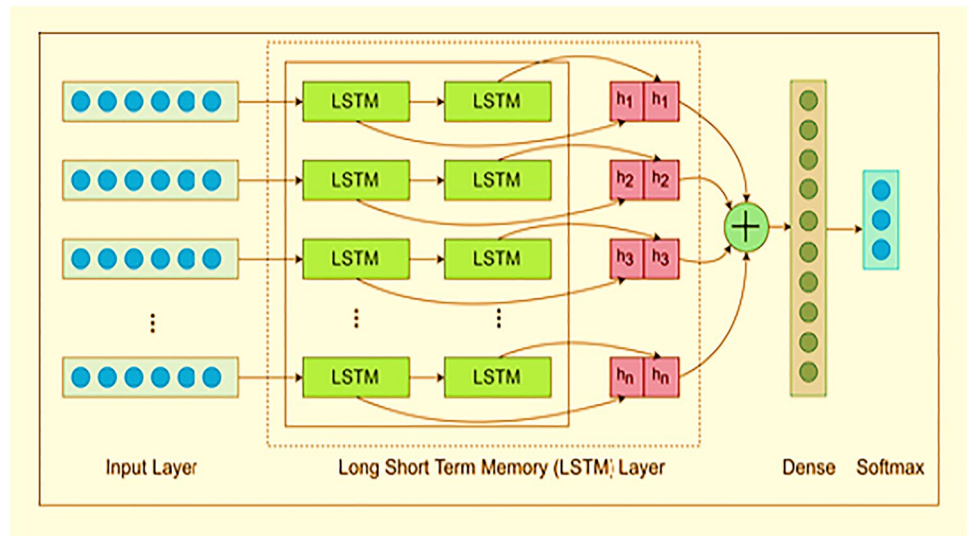 LSTM LSTM h1 h1
LSTM LSTM h2 h2
+
LSTM LSTM h3 h3
LSTM LSTM hn hn
Input Layer Long Short Term Memory (LSTM) Layer Dense Softmax